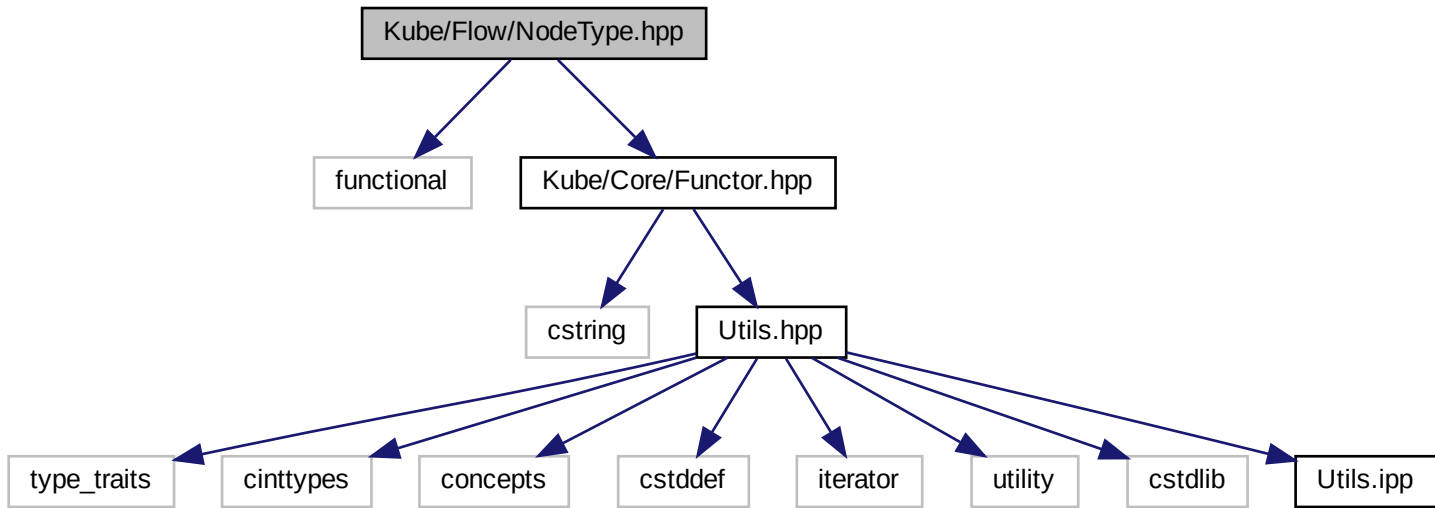 Kube/Flow/NodeType.hpp
functional
Kube/Core/Functor.hpp
cstring
Utils.hpp
type_traits
cinttypes
concepts
cstddef
iterator
utility
cstdlib
Utils.ipp